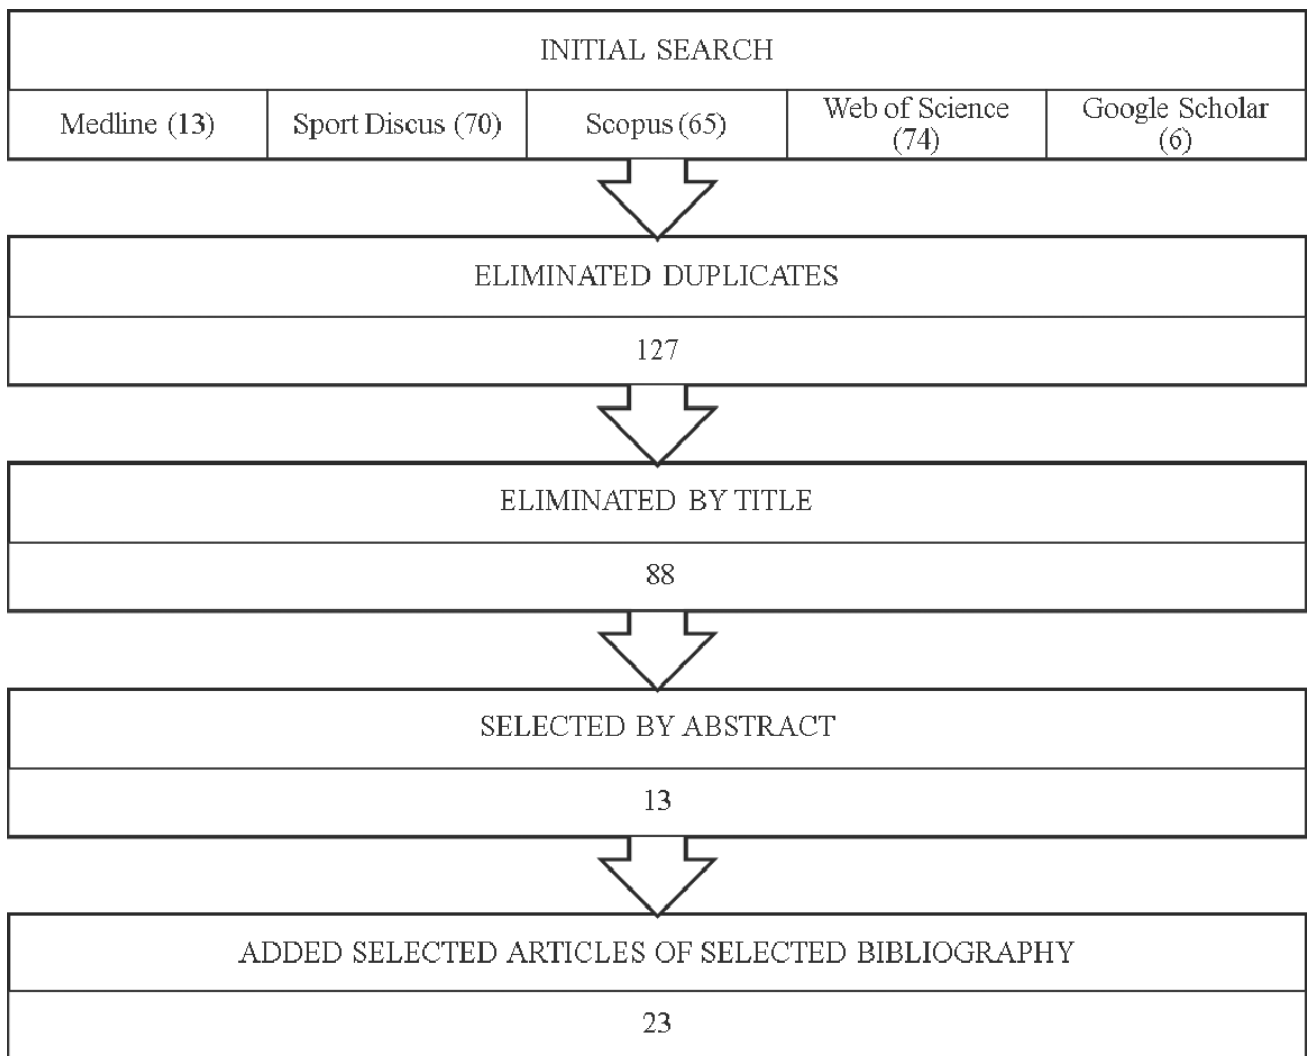 INITIAL SEARCH
Medline (13)
Sport Discus (70)
Scopus (65)
Web of Science
(74)
Google Scholar
(6)
ELIMINATED DUPLICATES
127
ELIMINATED BY TITLE
88
SELECTED BY ABSTRACT
13
ADDED SELECTED ARTICLES OF SELECTED BIBLIOGRAPHY
23